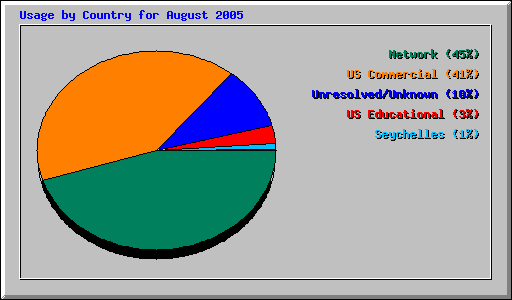 Usage by Country for August 2005
Network (45%)
US Commercial (41%)
Unresolved/Unknown (10%)
US Educational (3%)
Seychelles (1%)